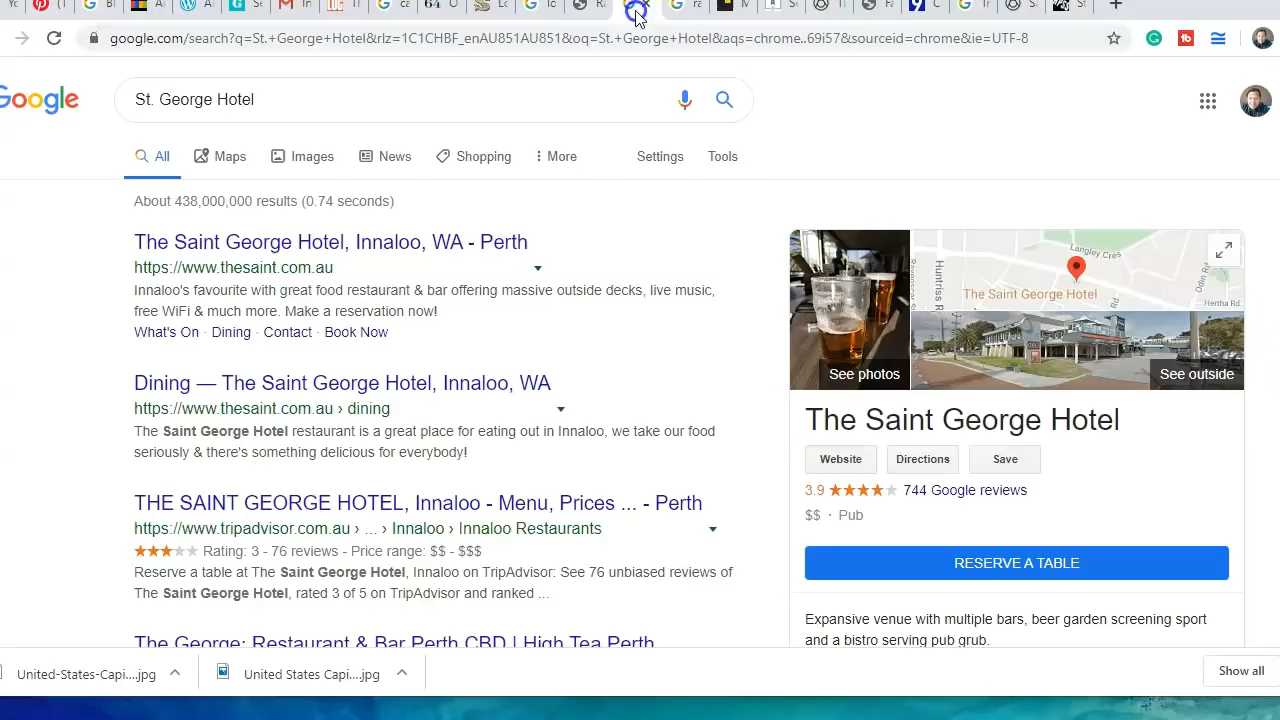 google.com/search?q=St.+George+Hotel&rlz=1C1CHBF_enAU851AU851&oq=St.+George+Hotel&aqs=chrome..69i57&sourceid=chrome&ie=UTF-8
Google
St. George Hotel
All
Maps
Images
News
Shopping
More
Settings
Tools
About 438,000,000 results (0.74 seconds)
The Saint George Hotel, Innaloo, WA - Perth
https://www.thesaint.com.au
Innaloo's favourite with great food restaurant & bar offering massive outside decks, live music,
free WiFi & much more. Make a reservation now!
What's On · Dining · Contact · Book Now
Dining — The Saint George Hotel, Innaloo, WA
https://www.thesaint.com.au › dining
The Saint George Hotel restaurant is a great place for eating out in Innaloo, we take our food
seriously & there's something delicious for everybody!
THE SAINT GEORGE HOTEL, Innaloo - Menu, Prices ... - Perth
https://www.tripadvisor.com.au › ... › Innaloo › Innaloo Restaurants
Rating: 3 - 76 reviews - Price range: $$ - $$$
Reserve a table at The Saint George Hotel, Innaloo on TripAdvisor: See 76 unbiased reviews of
The Saint George Hotel, rated 3 of 5 on TripAdvisor and ranked ...
The George: Restaurant & Bar Perth CBD | High Tea Perth
Langley Cres
Huntriss Rd
Odin Rd
Hertha Rd
The Saint George Hotel
See photos
See outside
The Saint George Hotel
Website
Directions
Save
3.9
744 Google reviews
$$ · Pub
RESERVE A TABLE
Expansive venue with multiple bars, beer garden screening sport
and a bistro serving pub grub.
United-States-Capi....jpg
United States Capi....jpg
Show all